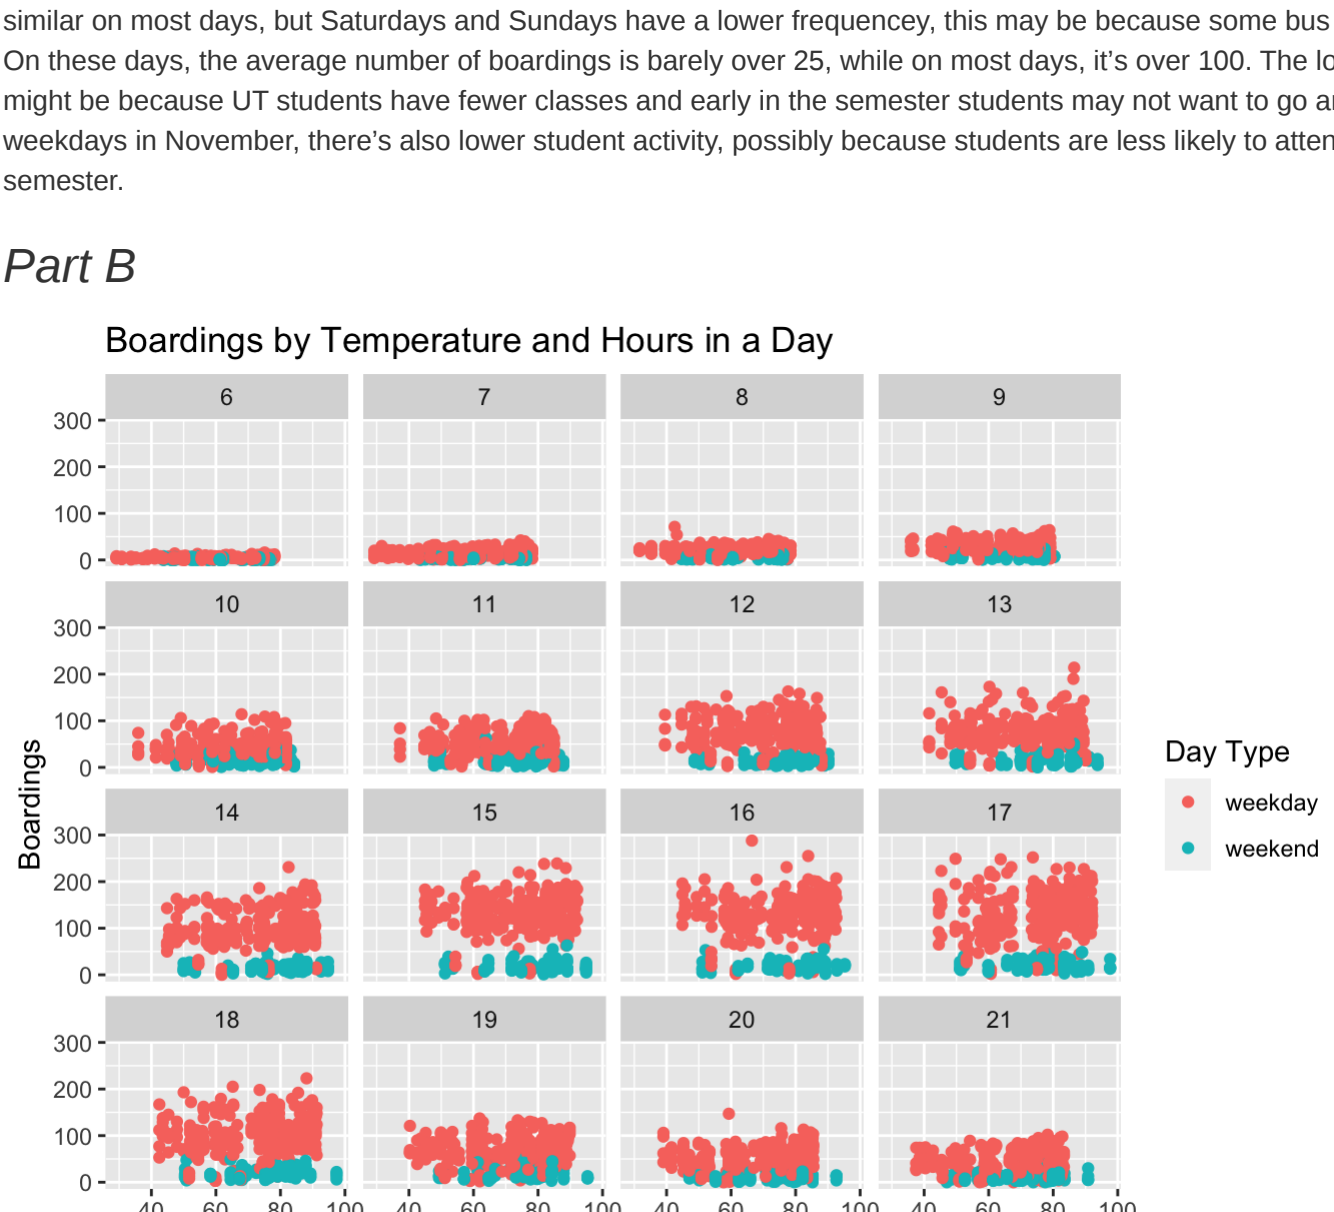 similar on most days, but Saturdays and Sundays have a lower frequencey, this may be because some bus
On these days, the average number of boardings is barely over 25, while on most days, it’s over 100. The
might be because UT students have fewer classes and early in the semester students may not want to go
weekdays in November, there’s also lower student activity, possibly because students are less likely to
semester.
Part B
Boardings by Temperature and Hours in a Day
6 7 8 9
300
200
100
0
10 11 12 13
300
200
100
0
Boardings
Day Type
weekday
weekend
14 15 16 17
300
200
100
0
18 19 20 21
300
200
100
0
40 60 80 100 40 60 80 100 40 60 80 100 40 60 80 100